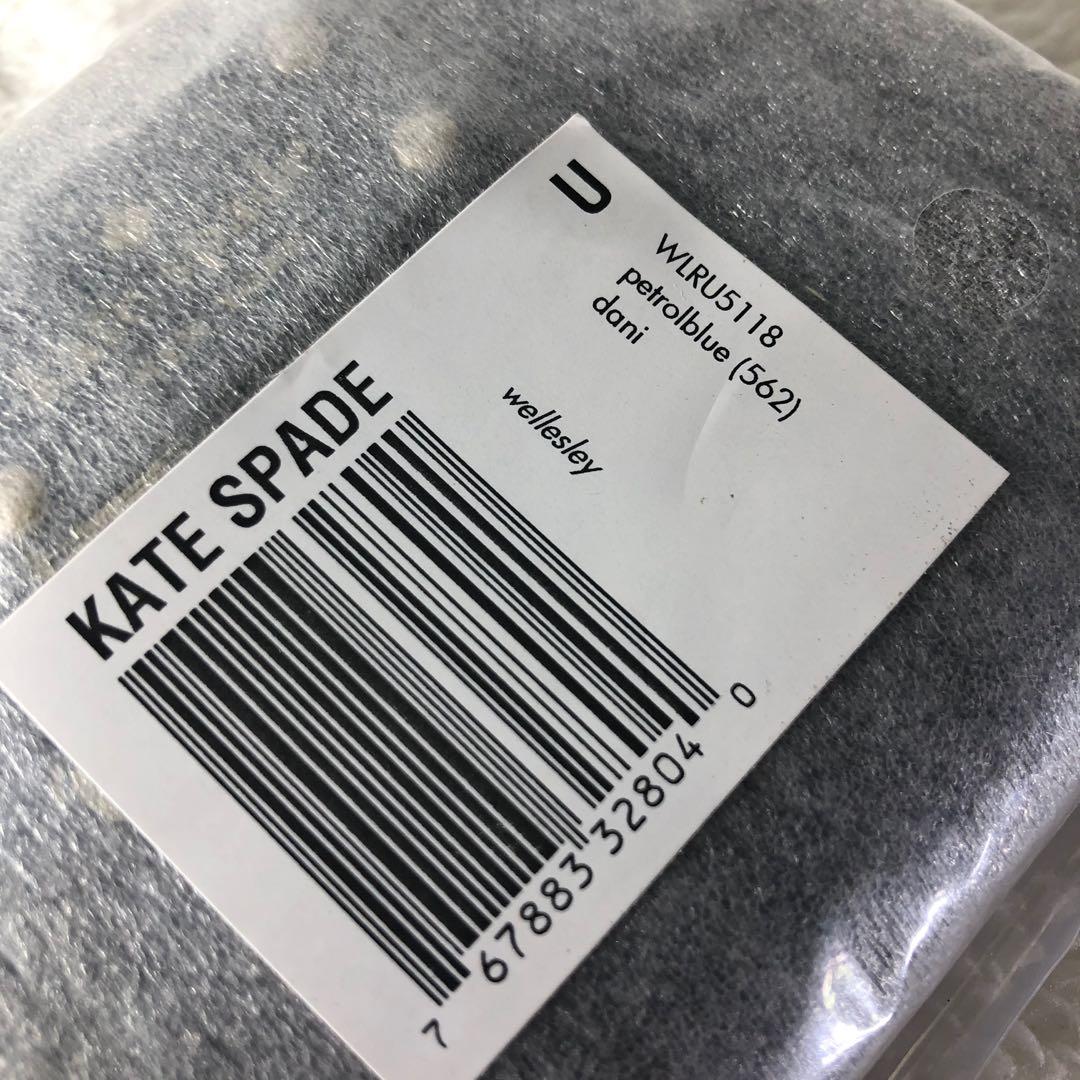 U
WLRU5118
petrolblue (562)
dani
wellesley
KATE SPADE
7 67883 32804 0